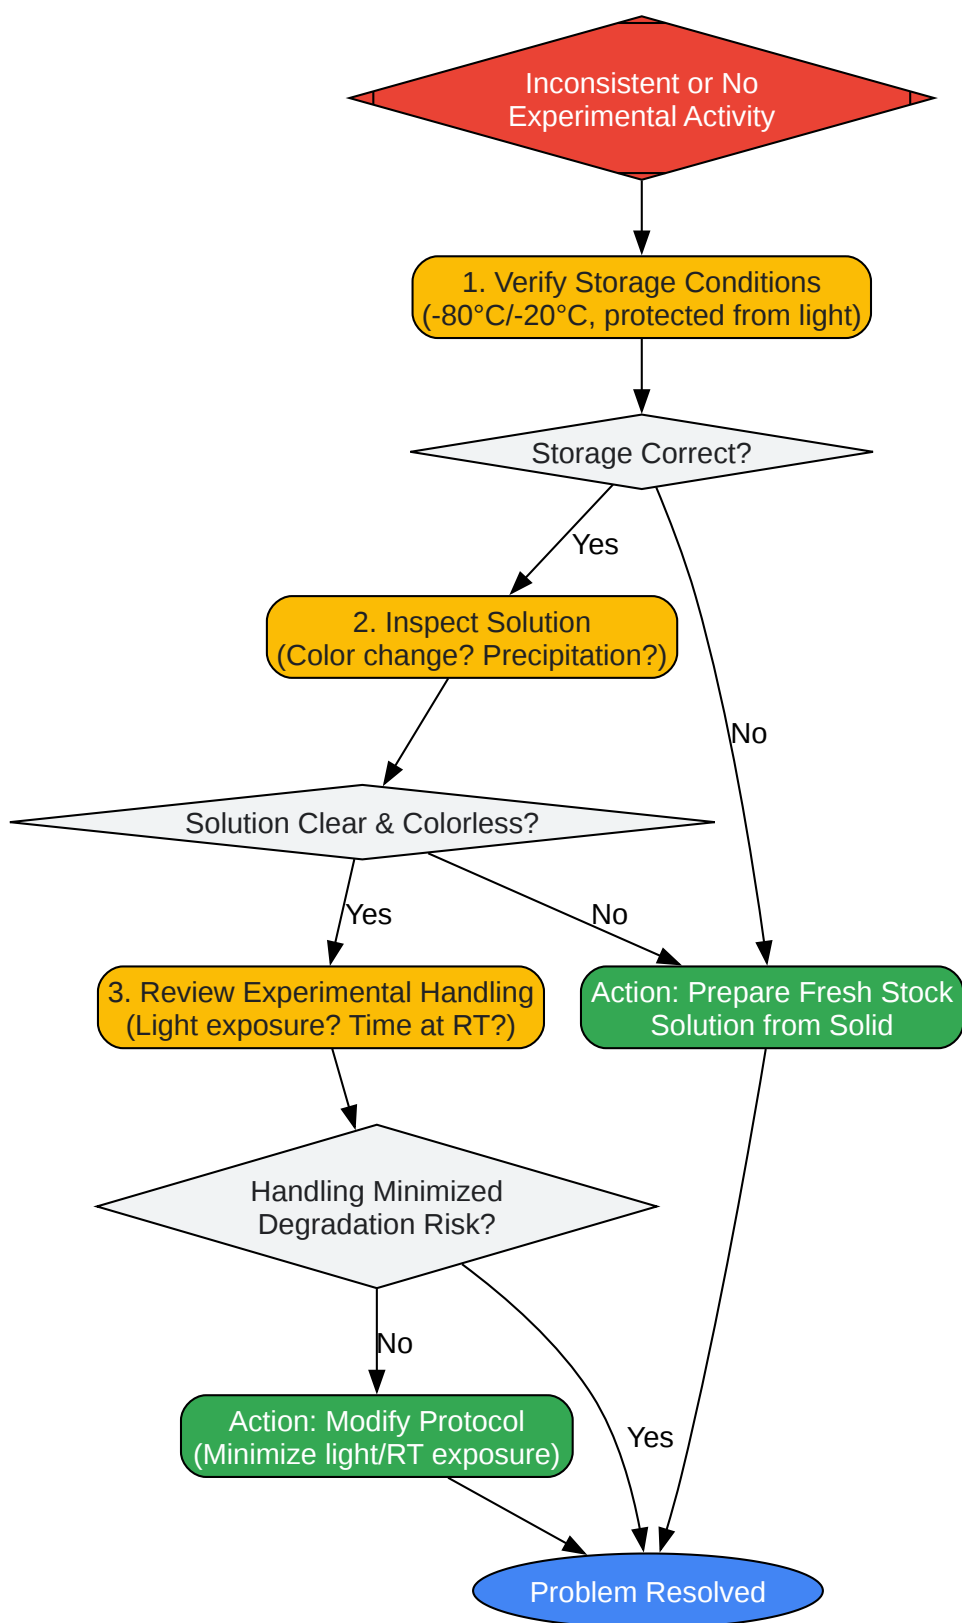 Inconsistent or No
Experimental Activity
1. Verify Storage Conditions
(-80°C/-20°C, protected from light)
Storage Correct?
Yes
2. Inspect Solution
(Color change? Precipitation?)
No
Solution Clear & Colorless?
Yes
No
3. Review Experimental Handling
(Light exposure? Time at RT?)
Action: Prepare Fresh Stock
Solution from Solid
Handling Minimized
Degradation Risk?
No
Action: Modify Protocol
(Minimize light/RT exposure)
Yes
Problem Resolved